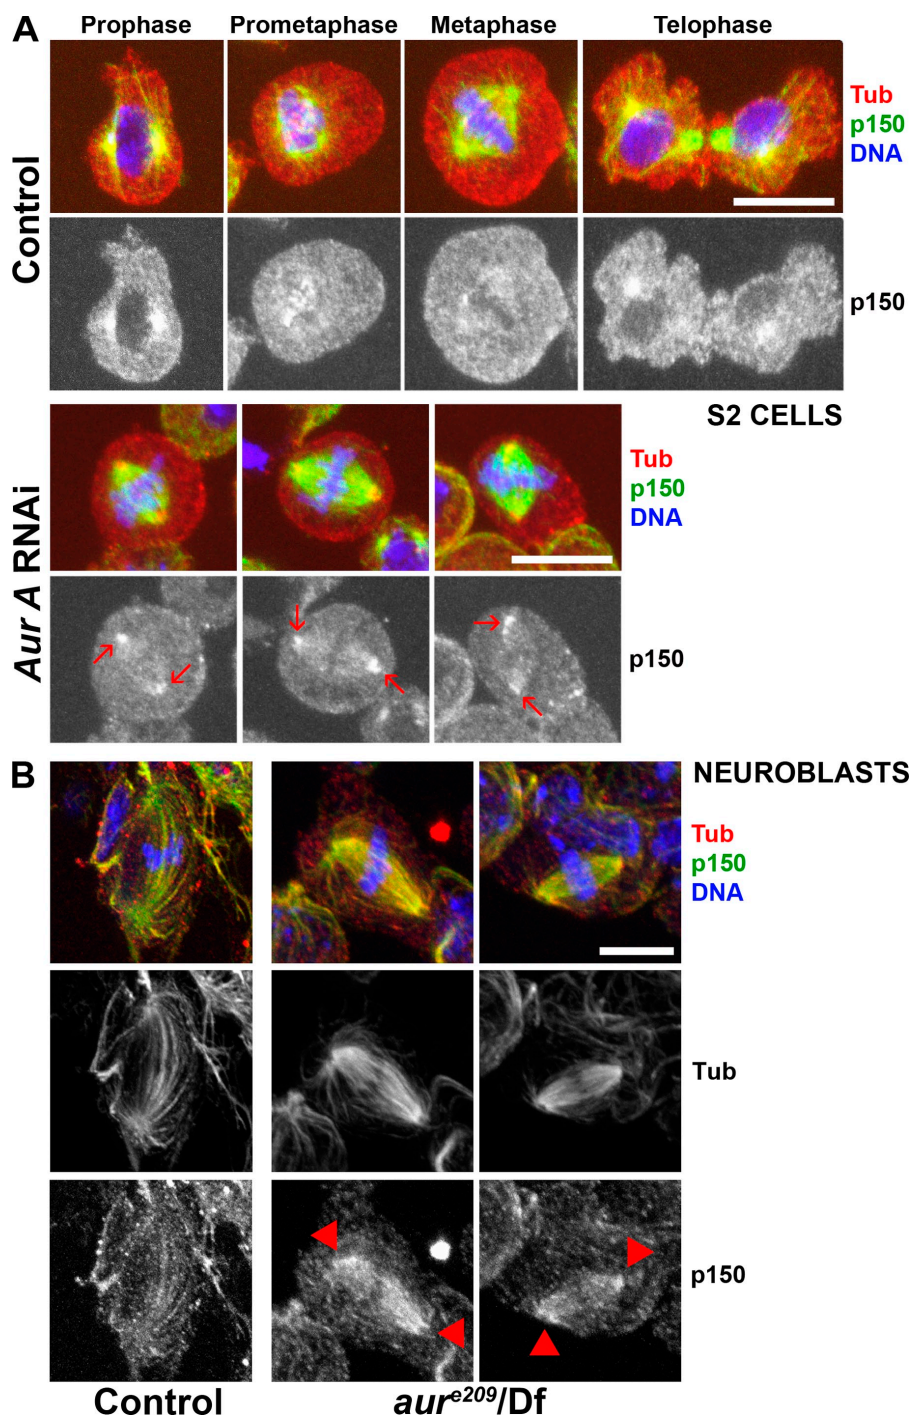 A
Prophase Prometaphase Metaphase Telophase
Control
Tub
p150
DNA
p150
S2 CELLS
Aur A RNAi
Tub
p150
DNA
p150
B
NEUROBLASTS
Tub
p150
DNA
Tub
p150
Control aurᵉ²⁰⁹/Df